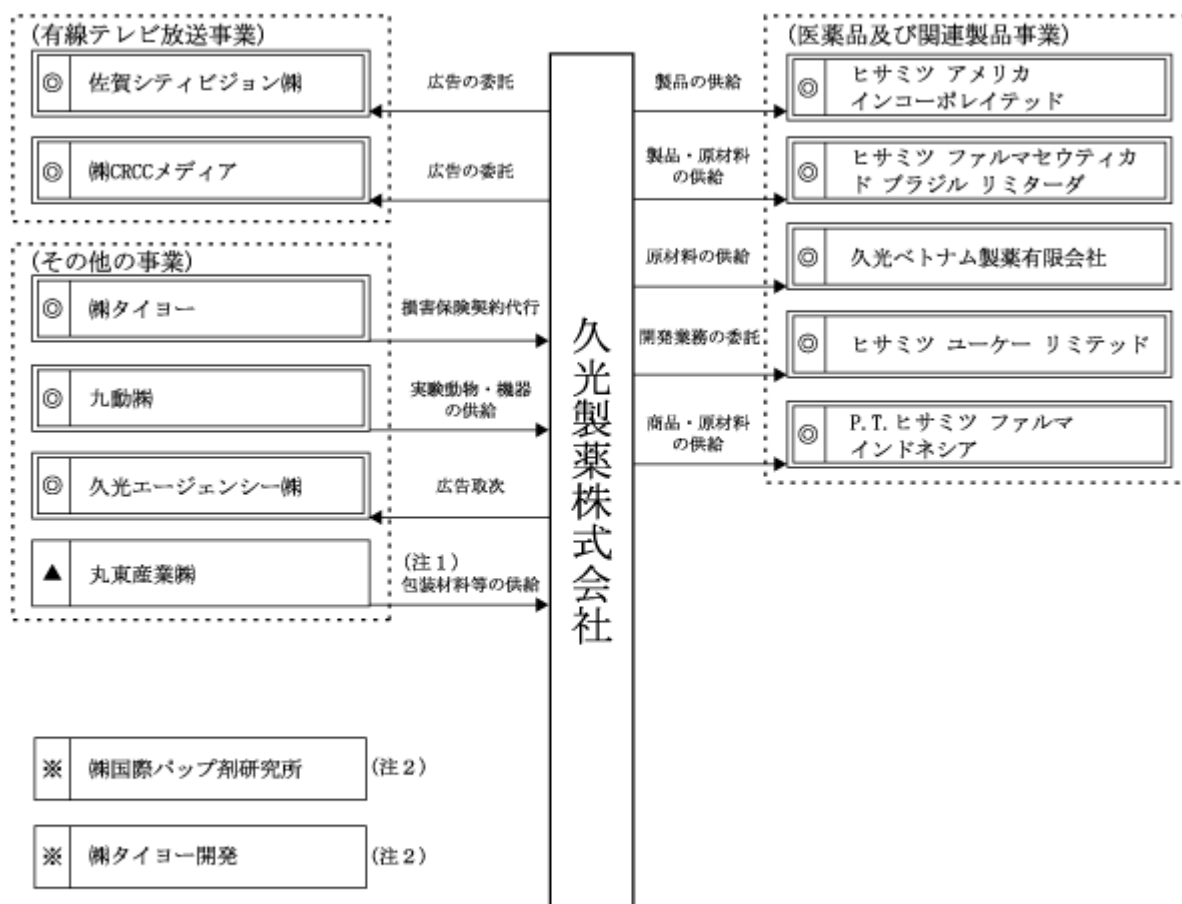 (有線テレビ放送事業)
◎ 佐賀シティビジョン㈱
広告の委託
◎ ㈱CRCCメディア
広告の委託
(その他の事業)
◎ ㈱タイヨー
損害保険契約代行
◎ 九動㈱
実験動物・機器
の供給
◎ 久光エージェンシー㈱
広告取次
▲ 丸東産業㈱
(注1)
包装材料等の供給
※ ㈱国際パップ剤研究所
(注2)
※ ㈱タイヨー開発
(注2)
久光製薬株式会社
(医薬品及び関連製品事業)
製品の供給
◎ ヒサミツ アメリカ
インコーポレイテッド
製品・原材料
の供給
◎ ヒサミツ ファルマセウティカ
ド ブラジル リミターダ
原材料の供給
◎ 久光ベトナム製薬有限会社
開発業務の委託
◎ ヒサミツ ユーケー リミテッド
商品・原材料
の供給
◎ P.T.ヒサミツ ファルマ
インドネシア